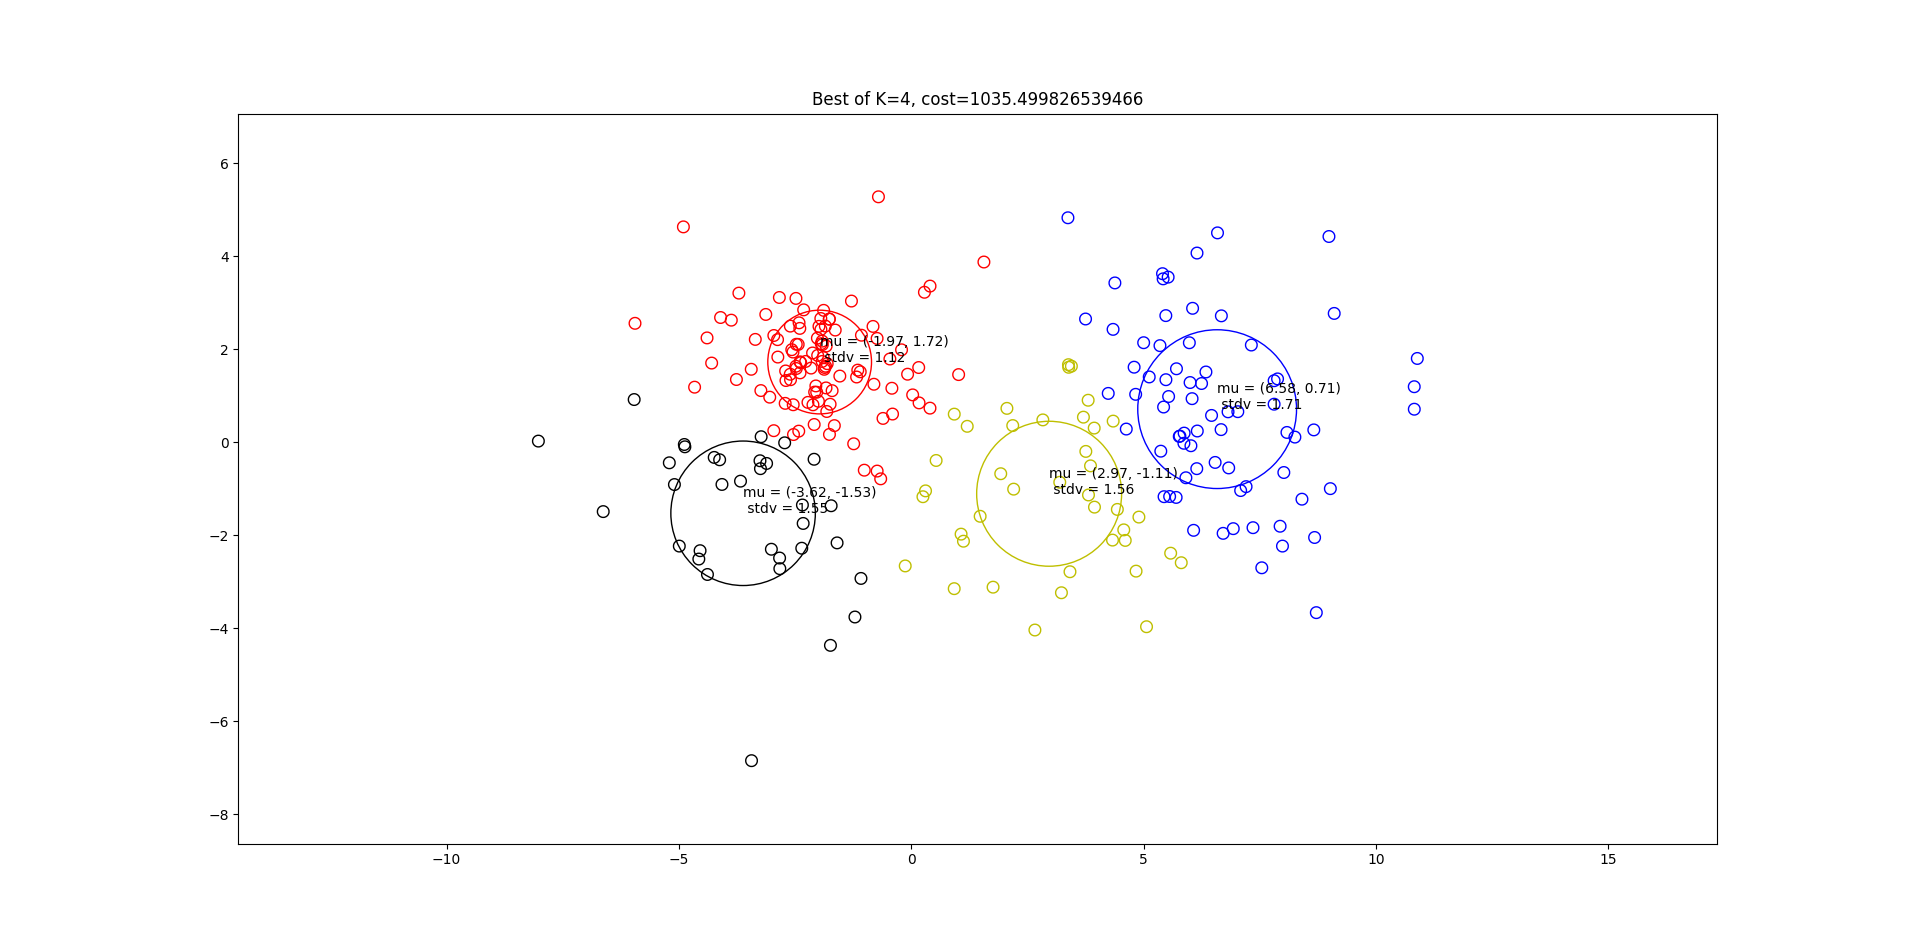 Best of K=4, cost=1035.499826539466
6
4
2
0
−2
−4
−6
−8
mu = (-1.97, 1.72)
stdv = 1.12
mu = (6.58, 0.71)
stdv = 1.71
mu = (2.97, -1.11)
stdv = 1.56
mu = (-3.62, -1.53)
stdv = 1.55
−10
−5
0
5
10
15